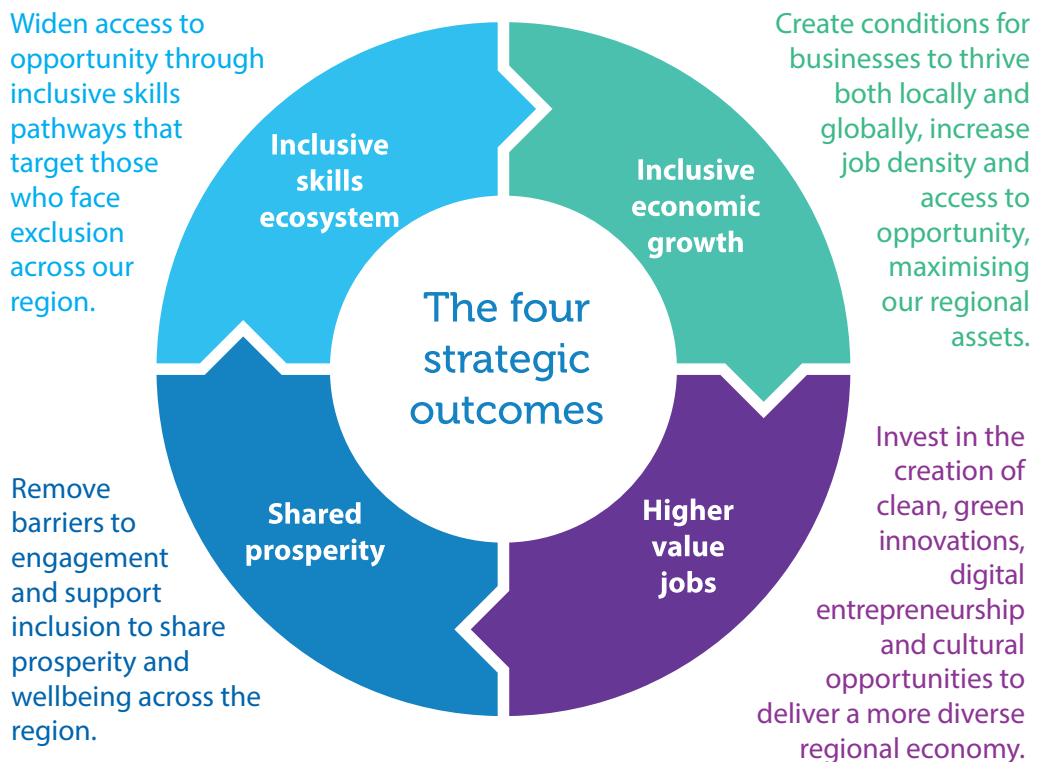 Widen access to
opportunity through
inclusive skills
pathways that
target those
who face
exclusion
across our
region.
Inclusive
skills
ecosystem
Inclusive
economic
growth
Create conditions for
businesses to thrive
both locally and
globally, increase
job density and
access to
opportunity,
maximising
our regional
assets.
The four
strategic
outcomes
Remove
barriers to
engagement
and support
inclusion to share
prosperity and
wellbeing across the
region.
Shared
prosperity
Higher
value
jobs
Invest in the
creation of
clean, green
innovations,
digital
entrepreneurship
and cultural
opportunities to
deliver a more diverse
regional economy.